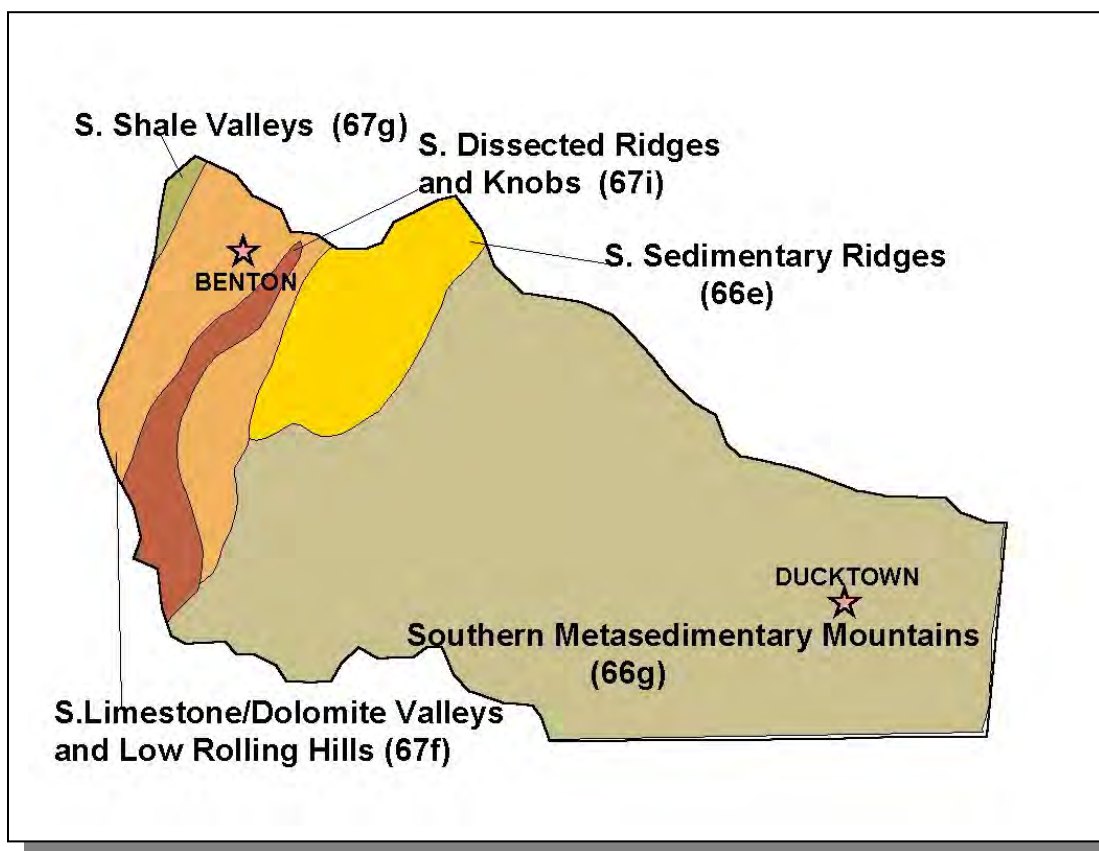 S. Shale Valleys (67g)
S. Dissected Ridges
and Knobs (67i)
S. Sedimentary Ridges
(66e)
BENTON
DUCKTOWN
Southern Metasedimentary Mountains
(66g)
S.Limestone/Dolomite Valleys
and Low Rolling Hills (67f)